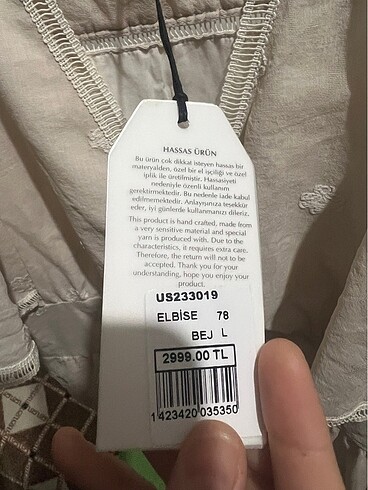 HASSAS ÜRÜN
Bu ürün çok dikkat isteyen hassas bir
materyalden, özel bir el işçiliği ve özel
iplik ile üretilmiştir. Hassasiyeti
nedeniyle özenli kullanım
gerektirmektedir. Bu nedenle iade kabul
edilmemektedir. Anlayışınıza teşekkür
eder, iyi günlerde kullanmanızı dileriz.
This product is hand crafted, made from
a very sensitive material and special
yarn is produced with. Due to the
characteristics, it requires extra care.
Therefore, the return will not to be
accepted. Thank you for your
understanding, hope you enjoy your
product.
US233019
ELBİSE 78
BEJ L
2999.00 TL
1423420035350